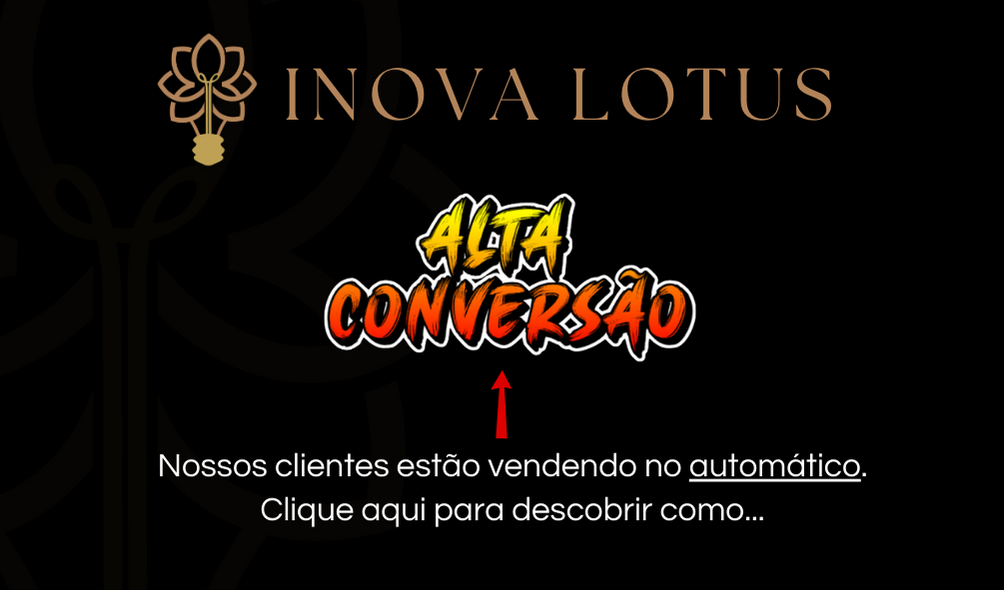 INOVA LOTUS
ALTA
CONVERSÃO
Nossos clientes estão vendendo no automático.
Clique aqui para descobrir como...